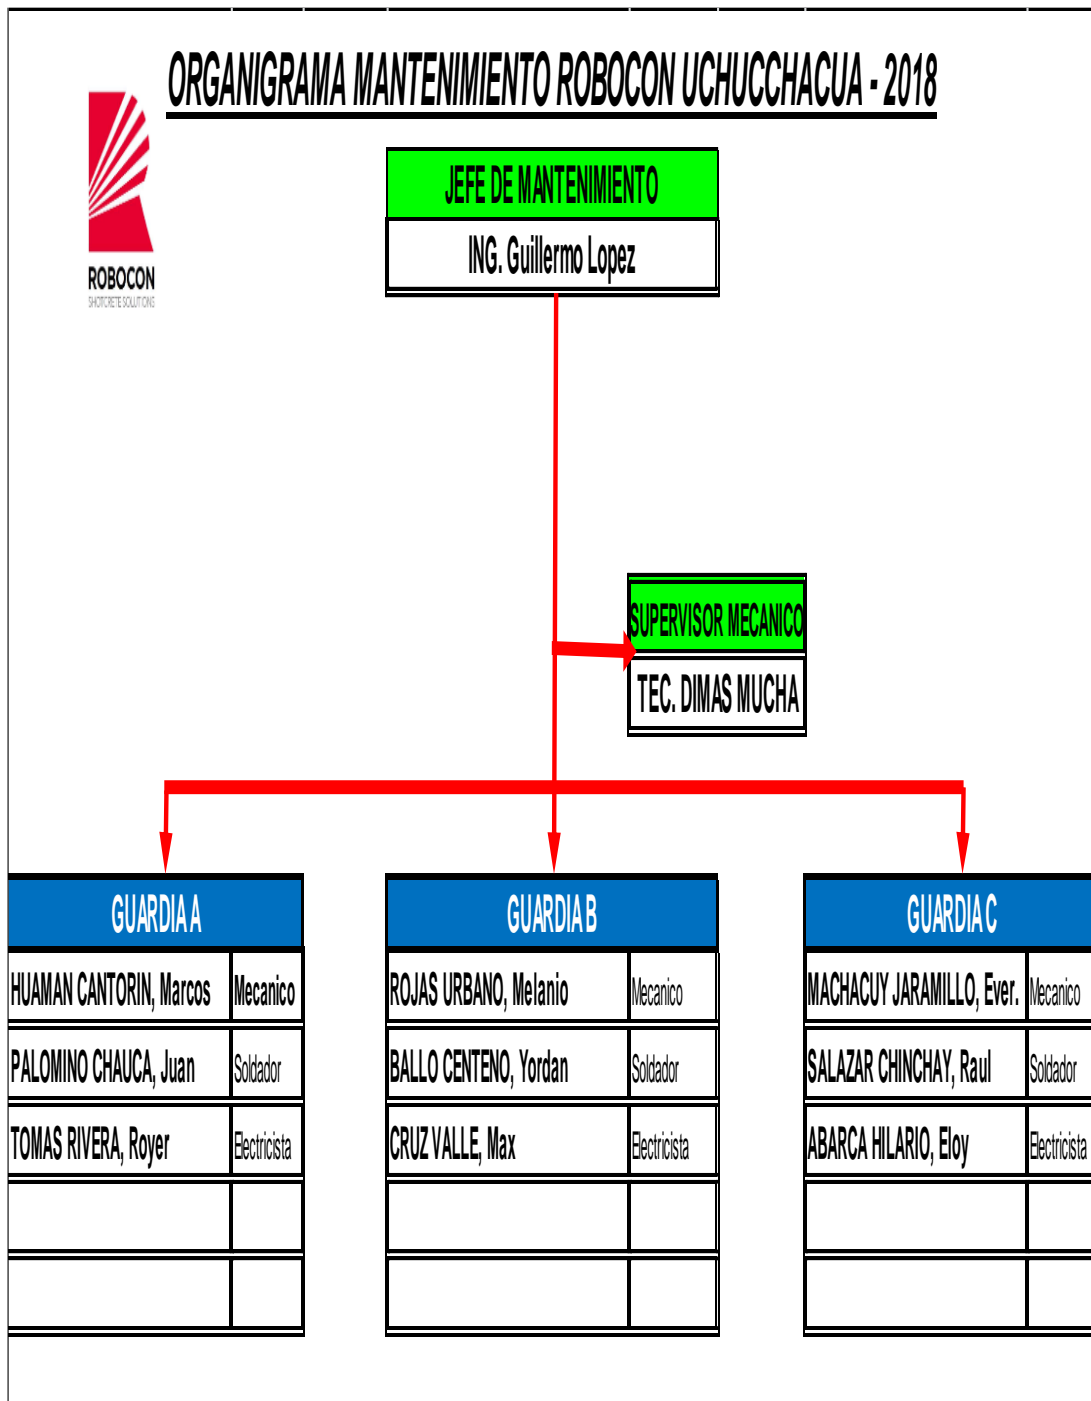 ORGANIGRAMA MANTENIMIENTO ROBOCON UCHUCCHACUA - 2018
ROBOCON
SHOTCRETE SOLUTIONS
JEFE DE MANTENIMIENTO
ING. Guillermo Lopez
SUPERVISOR MECANICO
TEC. DIMAS MUCHA
GUARDIA A
HUAMAN CANTORIN, Marcos Mecanico
PALOMINO CHAUCA, Juan Soldador
TOMAS RIVERA, Royer Electricista
GUARDIA B
ROJAS URBANO, Melanio Mecanico
BALLO CENTENO, Yordan Soldador
CRUZ VALLE, Max Electricista
GUARDIA C
MACHACUY JARAMILLO, Ever. Mecanico
SALAZAR CHINCHAY, Raul Soldador
ABARCA HILARIO, Eloy Electricista